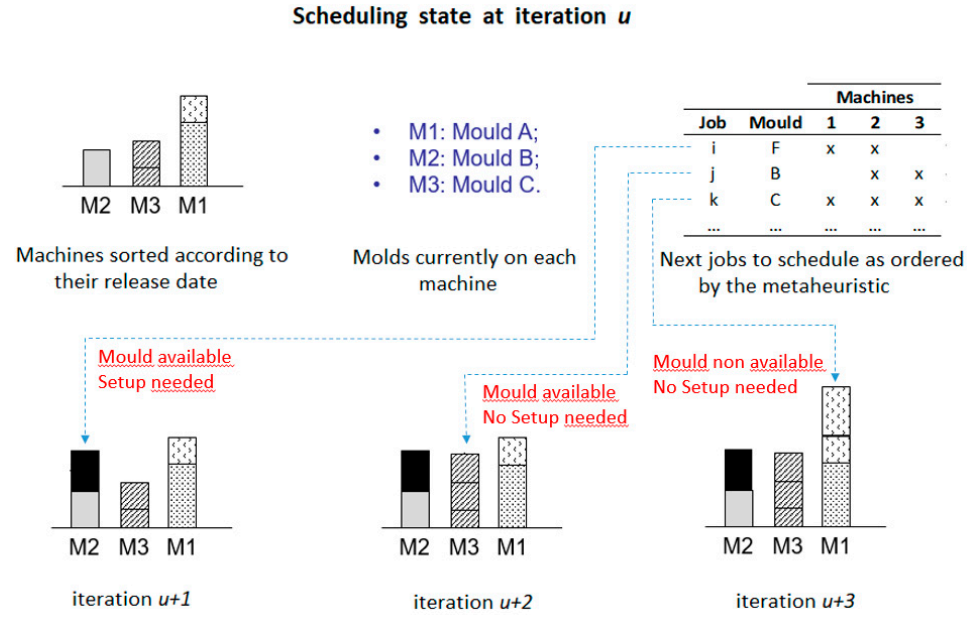 Scheduling state at iteration u
M2 M3 M1
Machines sorted according to
their release date
• M1: Mould A;
• M2: Mould B;
• M3: Mould C.
Molds currently on each
machine
Machines
Job Mould 1 2 3
i F x x
j B x x
k C x x x
... ... ... ... ...
Next jobs to schedule as ordered
by the metaheuristic
Mould available
Setup needed
M2 M3 M1
iteration u+1
Mould available
No Setup needed
M2 M3 M1
iteration u+2
Mould non available
No Setup needed
M2 M3 M1
iteration u+3